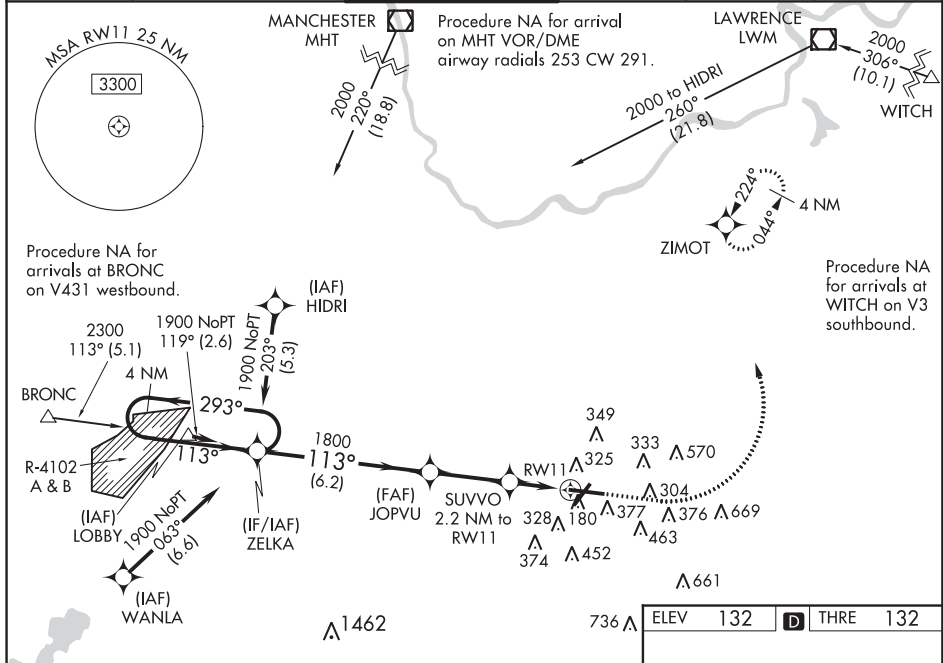 MANCHESTER
MHT
Procedure NA for arrival
on MHT VOR/DME
airway radials 253 CW 291.
LAWRENCE
LWM
2000
306°
(10.1)
WITCH
MSA RW11 25 NM
3300
2000
220°
(18.8)
2000 to HIDRI
260°
(21.8)
224°
044°
4 NM
ZIMOT
Procedure NA for
arrivals at BRONC
on V431 westbound.
Procedure NA
for arrivals at
WITCH on V3
southbound.
(IAF)
HIDRI
1900 NoPT
203°
(5.3)
2300
113° (5.1)
1900 NoPT
119° (2.6)
4 NM
BRONC
293°
113°
R-4102
A & B
(IAF)
LOBBY
1900 NoPT
063°
(6.6)
(IAF)
WANLA
(IF/IAF)
ZELKA
1800
113°
(6.2)
(FAF)
JOPVU
SUVVO
2.2 NM to
RW11
RW11
349
325
333
570
304
180
377
376
669
328
463
374
452
661
1462
736
ELEV 132 D THRE 132